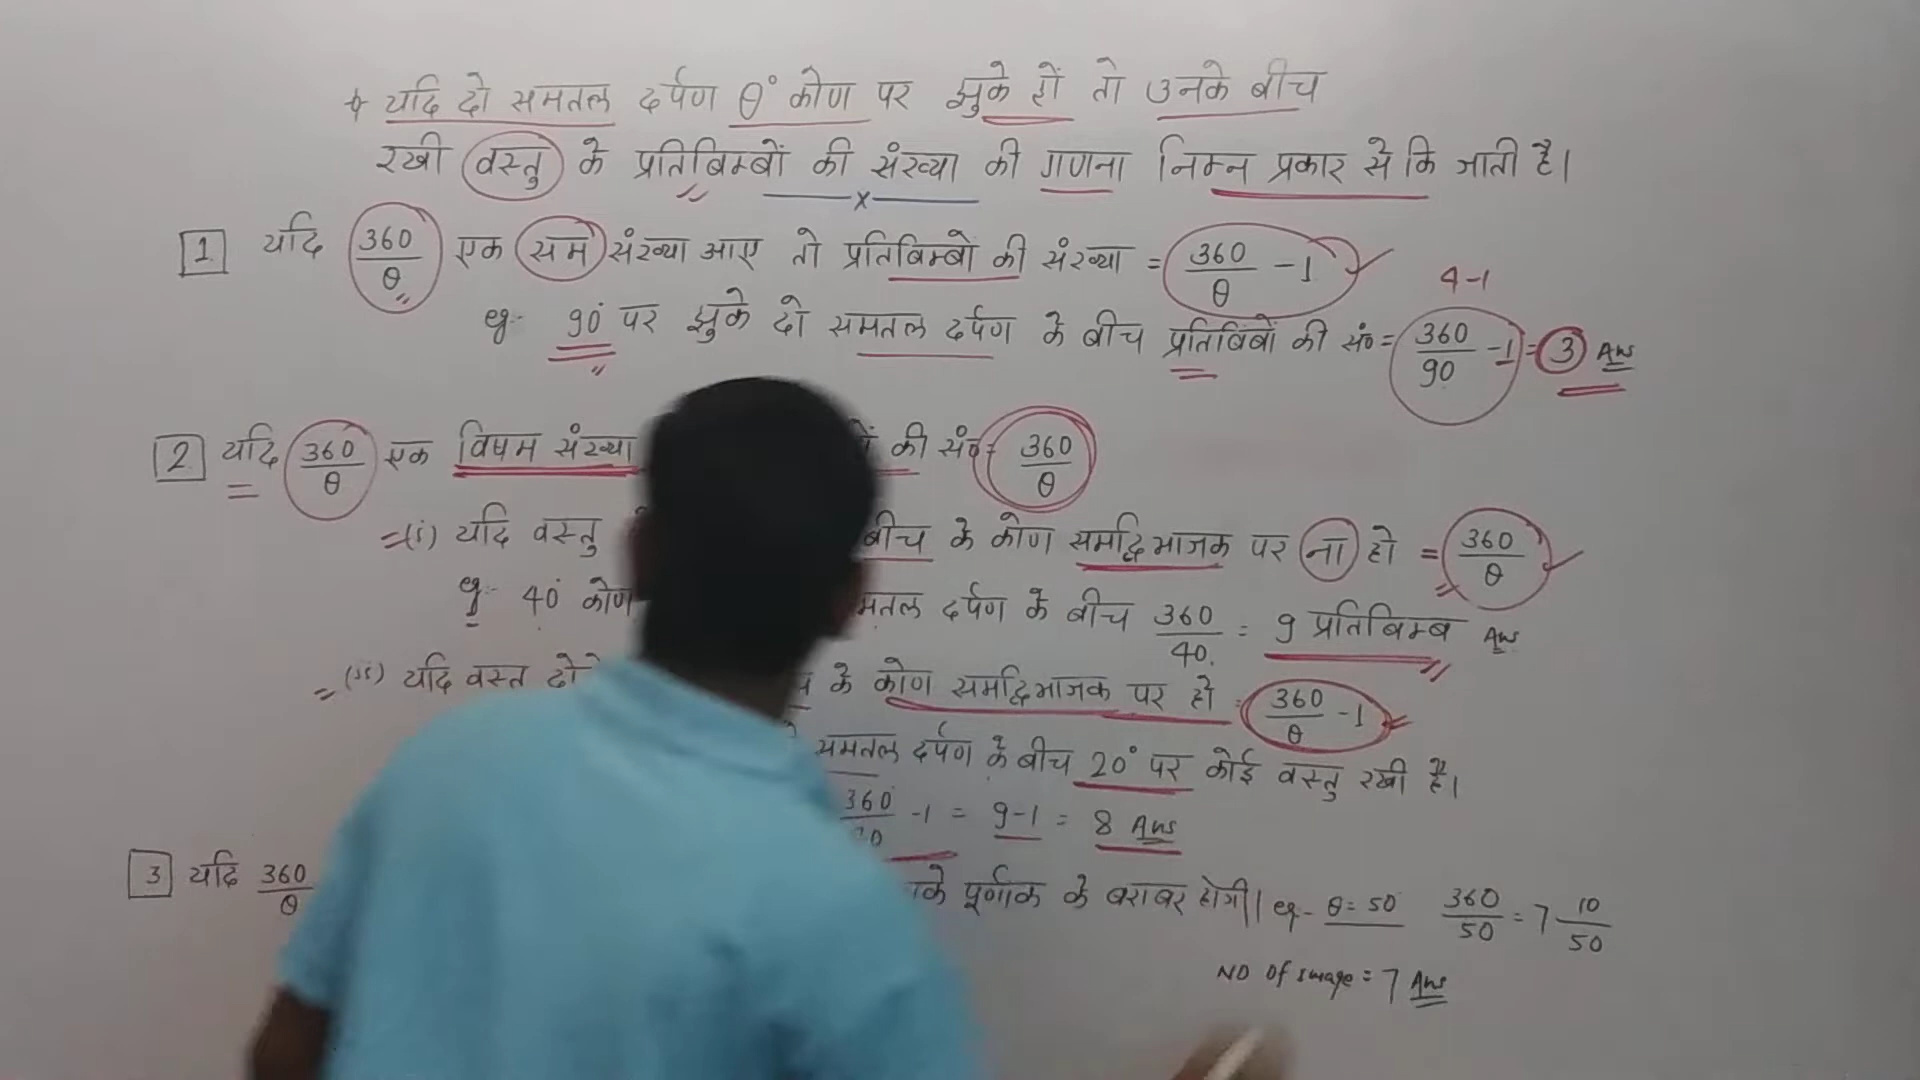 * यदि दो समतल दर्पण θ° कोण पर झुके हों तो उनके बीच
रखी वस्तु के प्रतिबिम्बों की संख्या की गणना निम्न प्रकार से कि जाती है।
x
1 यदि 360/θ एक सम संख्या आए तो प्रतिबिम्बो की संख्या = 360/θ - 1
4-1
eg- 90° पर झुके दो समतल दर्पण के बीच प्रतिबिंबों की सं० = 360/90 - 1 = 3 Ans
2 यदि 360/θ एक विषम संख्या की सं० = 360/θ
(i) यदि वस्तु बीच के कोण समद्विभाजक पर ना हो = 360/θ
eg- 40° कोण समतल दर्पण के बीच 360/40 = 9 प्रतिबिम्ब Ans
(ii) यदि वस्त के कोण समद्विभाजक पर हो = 360/θ - 1
समतल दर्पण के बीच 20° पर कोई वस्तु रखी है।
360 - 1 = 9-1 = 8 Ans
3 यदि 360/θ पूर्णांक के बराबर होगी। eg- θ = 50° 360/50 = 7 10/50
NO Of image = 7 Ans